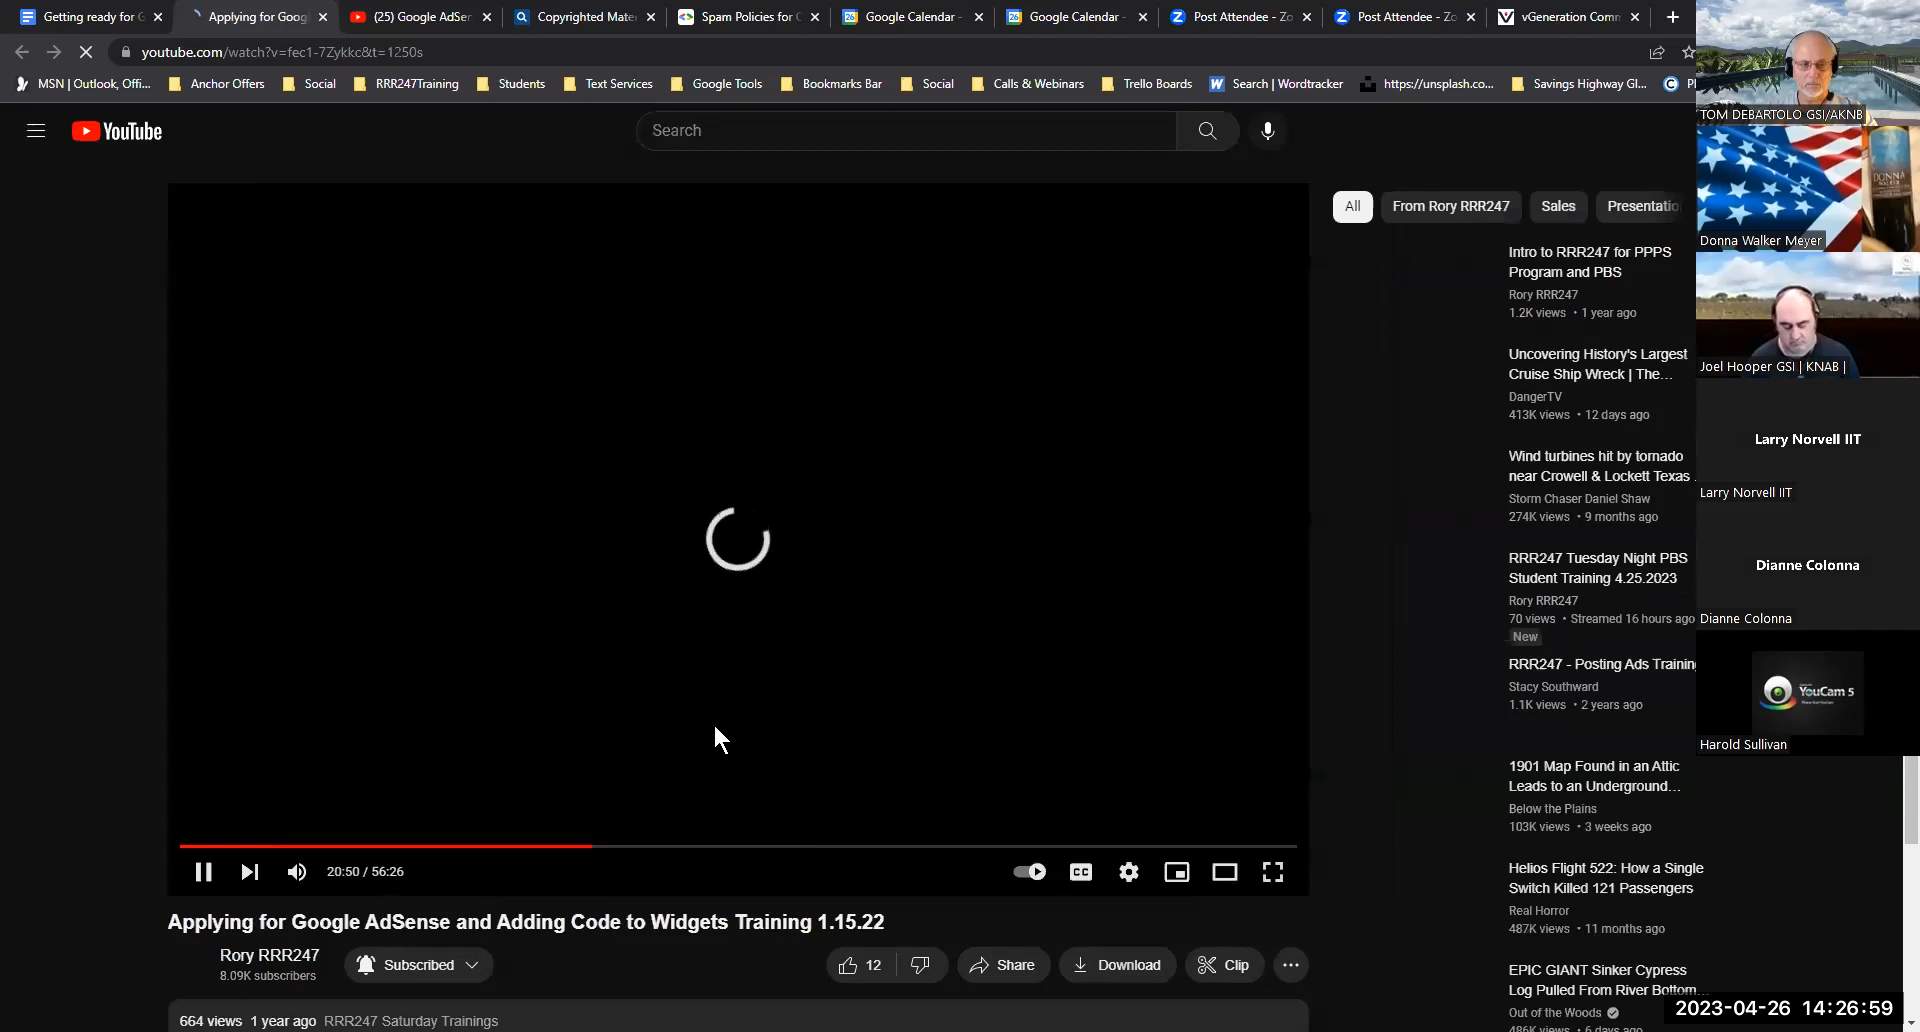 Getting ready for G
Applying for Goog
(25) Google AdSer
Copyrighted Mate
Spam Policies for G
Google Calendar -
Google Calendar -
Post Attendee - Zo
Post Attendee - Zo
vGeneration Comm
youtube.com/watch?v=fec1-7Zykkc&t=1250s
MSN | Outlook, Offi...
Anchor Offers
Social
RRR247Training
Students
Text Services
Google Tools
Bookmarks Bar
Social
Calls & Webinars
Trello Boards
Search | Wordtracker
https://unsplash.co...
Savings Highway Gl...
YouTube
Search
All
From Rory RRR247
Sales
Presentatio
Intro to RRR247 for PPPS
Program and PBS
Rory RRR247
1.2K views • 1 year ago
Uncovering History's Largest
Cruise Ship Wreck | The...
DangerTV
413K views • 12 days ago
Wind turbines hit by tornado
near Crowell & Lockett Texas
Storm Chaser Daniel Shaw
274K views • 9 months ago
RRR247 Tuesday Night PBS
Student Training 4.25.2023
Rory RRR247
70 views • Streamed 16 hours ago
New
RRR247 - Posting Ads Training
Stacy Southward
1.1K views • 2 years ago
1901 Map Found in an Attic
Leads to an Underground...
Below the Plains
103K views • 3 weeks ago
Helios Flight 522: How a Single
Switch Killed 121 Passengers
Real Horror
487K views • 11 months ago
EPIC GIANT Sinker Cypress
Log Pulled From River Bottom...
Out of the Woods
486K views • 6 days ago
20:50 / 56:26
CC
Applying for Google AdSense and Adding Code to Widgets Training 1.15.22
Rory RRR247
8.09K subscribers
Subscribed
12
Share
Download
Clip
664 views 1 year ago RRR247 Saturday Trainings
TOM DEBARTOLO GSI/AKNB
DONNA
Donna Walker Meyer
Joel Hooper GSI | KNAB |
Larry Norvell IIT
Larry Norvell IIT
Dianne Colonna
Dianne Colonna
YouCam 5
Harold Sullivan
2023-04-26 14:26:59